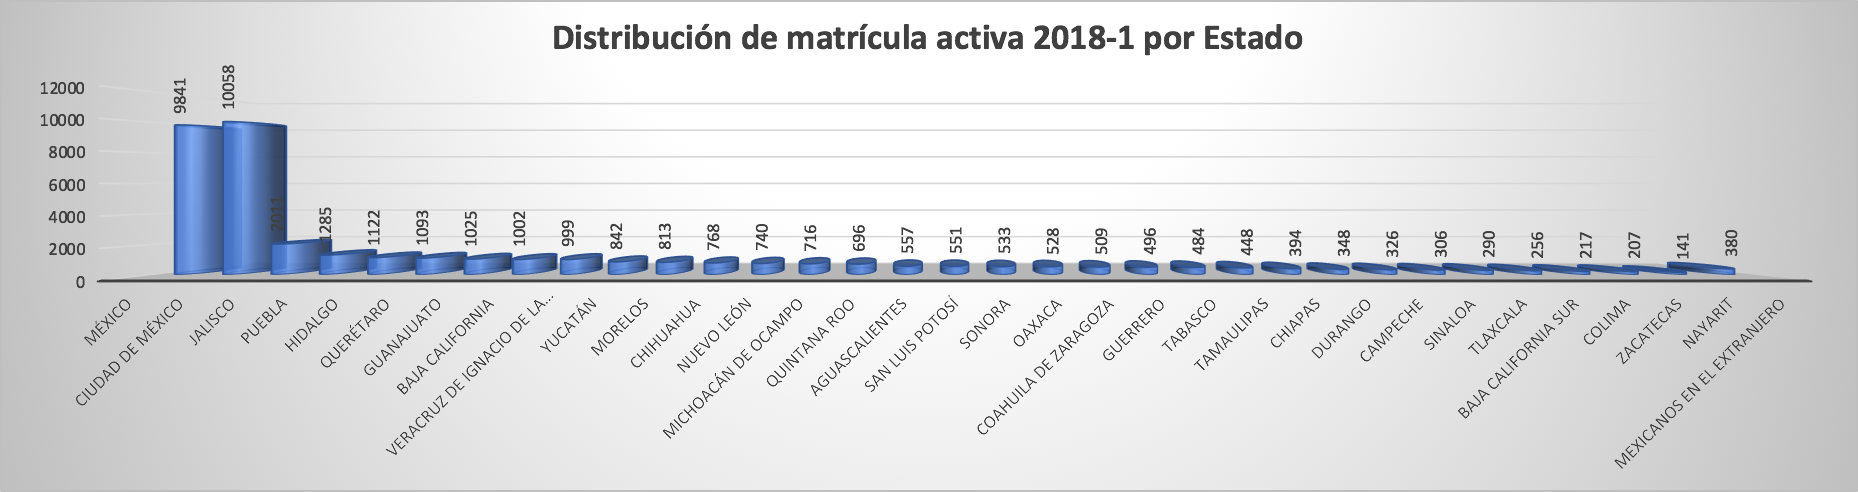 Distribución de matrícula activa 2018-1 por Estado
12000
10000
8000
6000
4000
2000
0
9841
10058
2011
1285
1122
1093
1025
1002
999
842
813
768
740
716
696
557
551
533
528
509
496
484
448
394
348
326
306
290
256
217
207
141
380
MÉXICO
CIUDAD DE MÉXICO
JALISCO
PUEBLA
HIDALGO
QUERÉTARO
GUANAJUATO
BAJA CALIFORNIA
VERACRUZ DE IGNACIO DE LA…
YUCATÁN
MORELOS
CHIHUAHUA
NUEVO LEÓN
MICHOACÁN DE OCAMPO
QUINTANA ROO
AGUASCALIENTES
SAN LUIS POTOSÍ
SONORA
OAXACA
COAHUILA DE ZARAGOZA
GUERRERO
TABASCO
TAMAULIPAS
CHIAPAS
DURANGO
CAMPECHE
SINALOA
TLAXCALA
BAJA CALIFORNIA SUR
COLIMA
ZACATECAS
NAYARIT
MEXICANOS EN EL EXTRANJERO